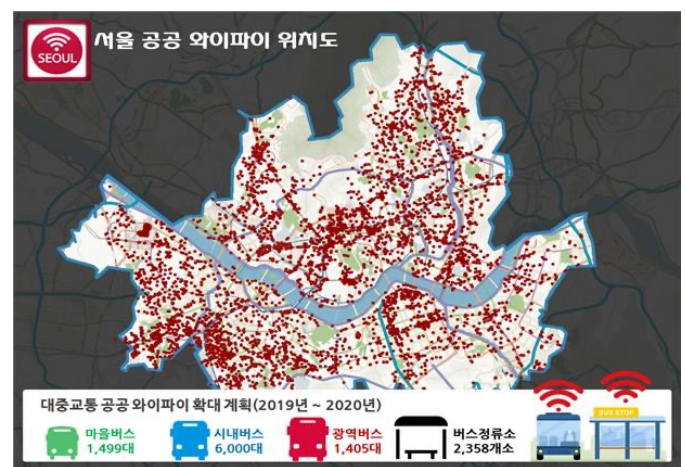 SEOUL
서울 공공 와이파이 위치도
대중교통 공공 와이파이 확대 계획(2019년 ~ 2020년)
마을버스
1,499대
시내버스
6,000대
광역버스
1,405대
버스정류소
2,358개소
BUS STOP